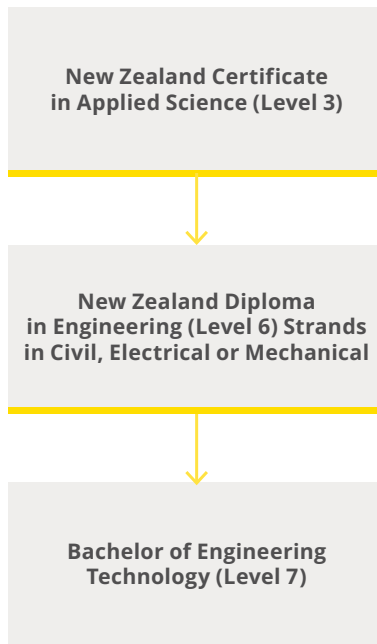 New Zealand Certificate
in Applied Science (Level 3)
New Zealand Diploma
in Engineering (Level 6) Strands
in Civil, Electrical or Mechanical
Bachelor of Engineering
Technology (Level 7)